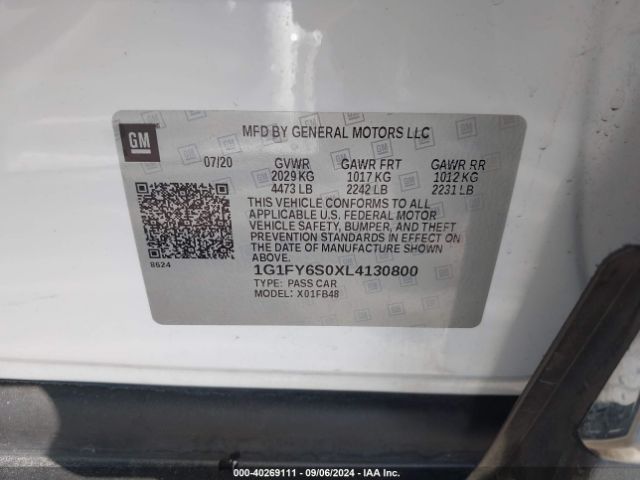 GM
MFD BY GENERAL MOTORS LLC
07/20 GVWR GAWR FRT GAWR RR
2029 KG 1017 KG 1012 KG
4473 LB 2242 LB 2231 LB
THIS VEHICLE CONFORMS TO ALL
APPLICABLE U.S. FEDERAL MOTOR
VEHICLE SAFETY, BUMPER, AND THEFT
PREVENTION STANDARDS IN EFFECT ON
THE DATE OF MANUFACTURE SHOWN
ABOVE.
8624
1G1FY6S0XL4130800
TYPE: PASS CAR
MODEL: X01FB48
000-40269111 - 09/06/2024 - IAA Inc.